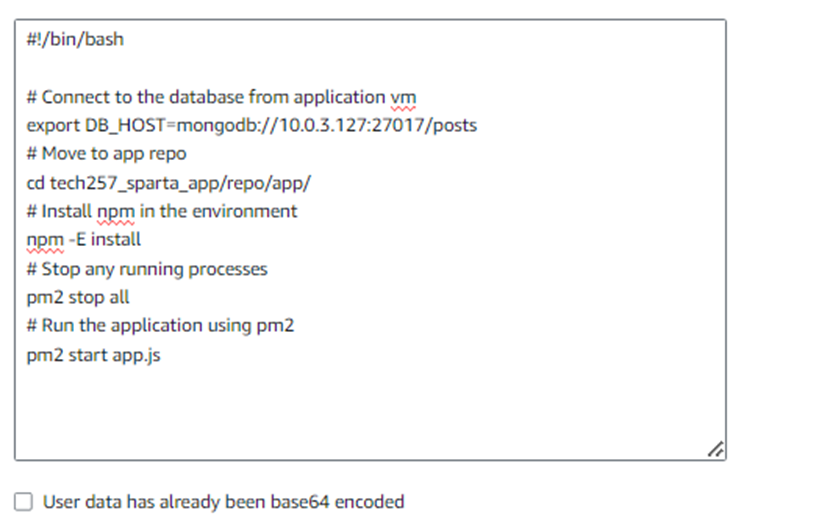 #!/bin/bash
# Connect to the database from application vm
export DB_HOST=mongodb://10.0.3.127:27017/posts
# Move to app repo
cd tech257_sparta_app/repo/app/
# Install npm in the environment
npm -E install
# Stop any running processes
pm2 stop all
# Run the application using pm2
pm2 start app.js
User data has already been base64 encoded